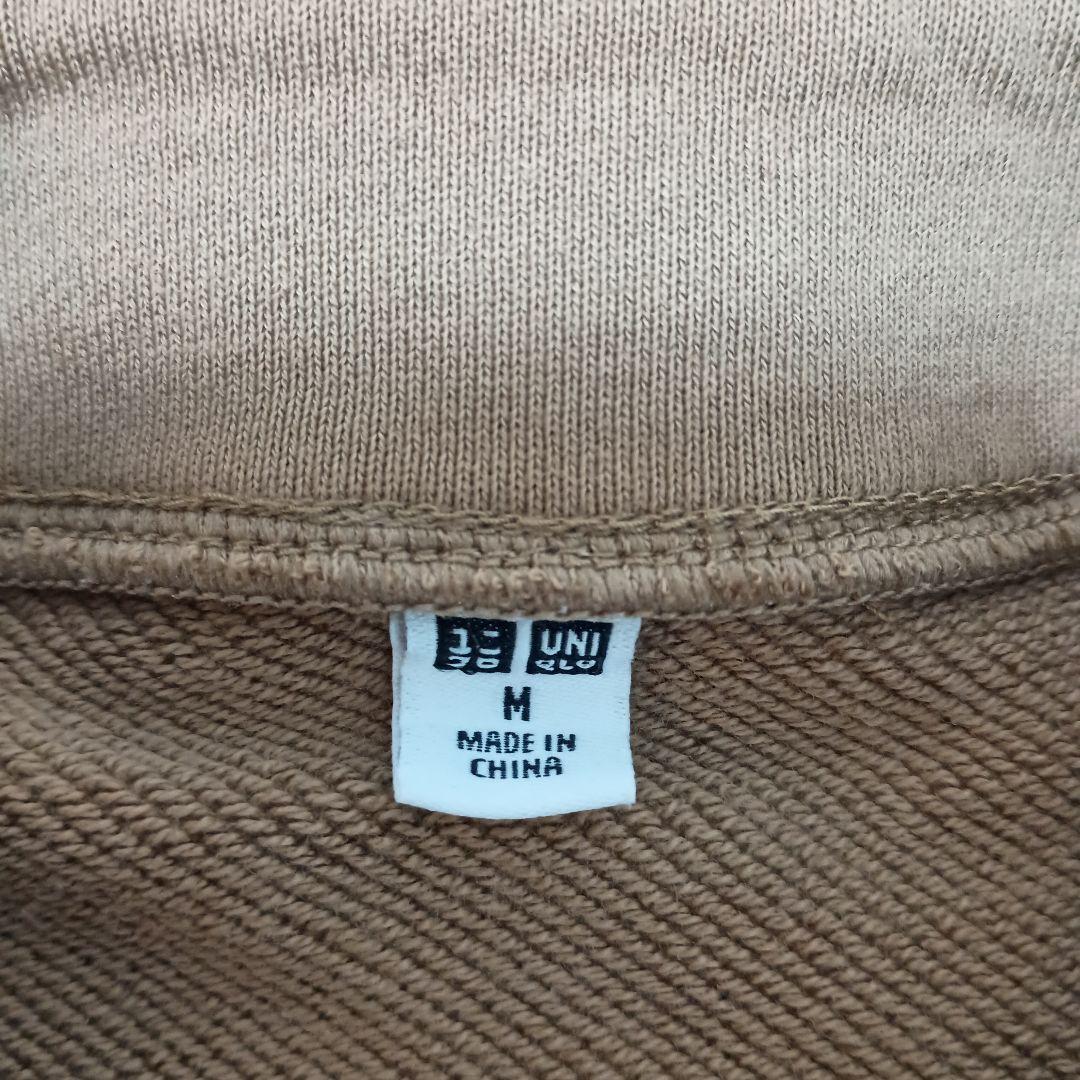 ユニ UNI
クロ QLO
M
MADE IN
CHINA